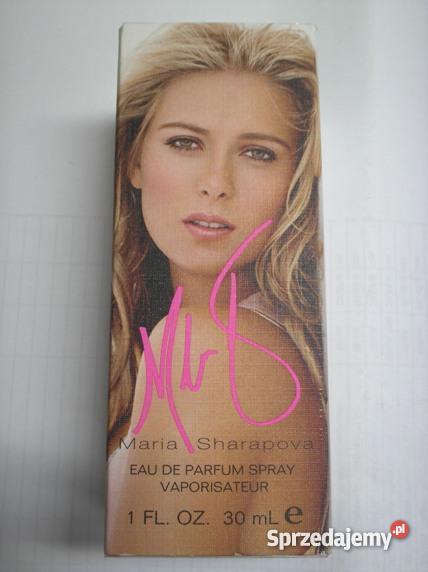 Maria Sharapova
EAU DE PARFUM SPRAY
VAPORISATEUR
1 FL. OZ. 30 mL ℮
Sprzedajemy.pl